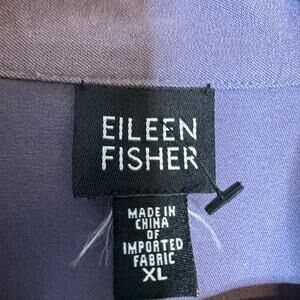 EILEEN
FISHER
MADE IN
CHINA
OF
IMPORTED
FABRIC
XL